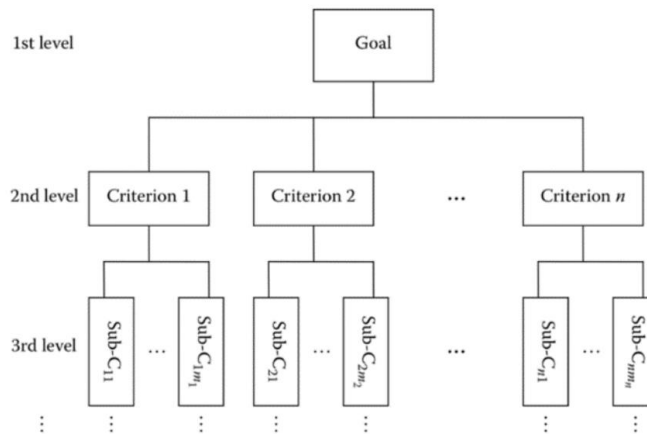 1st level
Goal
2nd level
Criterion 1
Criterion 2
...
Criterion n
3rd level
Sub-C₁₁
...
Sub-C₁ₘ₁
Sub-C₂₁
...
Sub-C₂ₘ₂
...
Sub-Cₙ₁
...
Sub-Cₙₘₙ
⋮ ⋮ ⋮ ⋮ ⋮ ⋮ ⋮